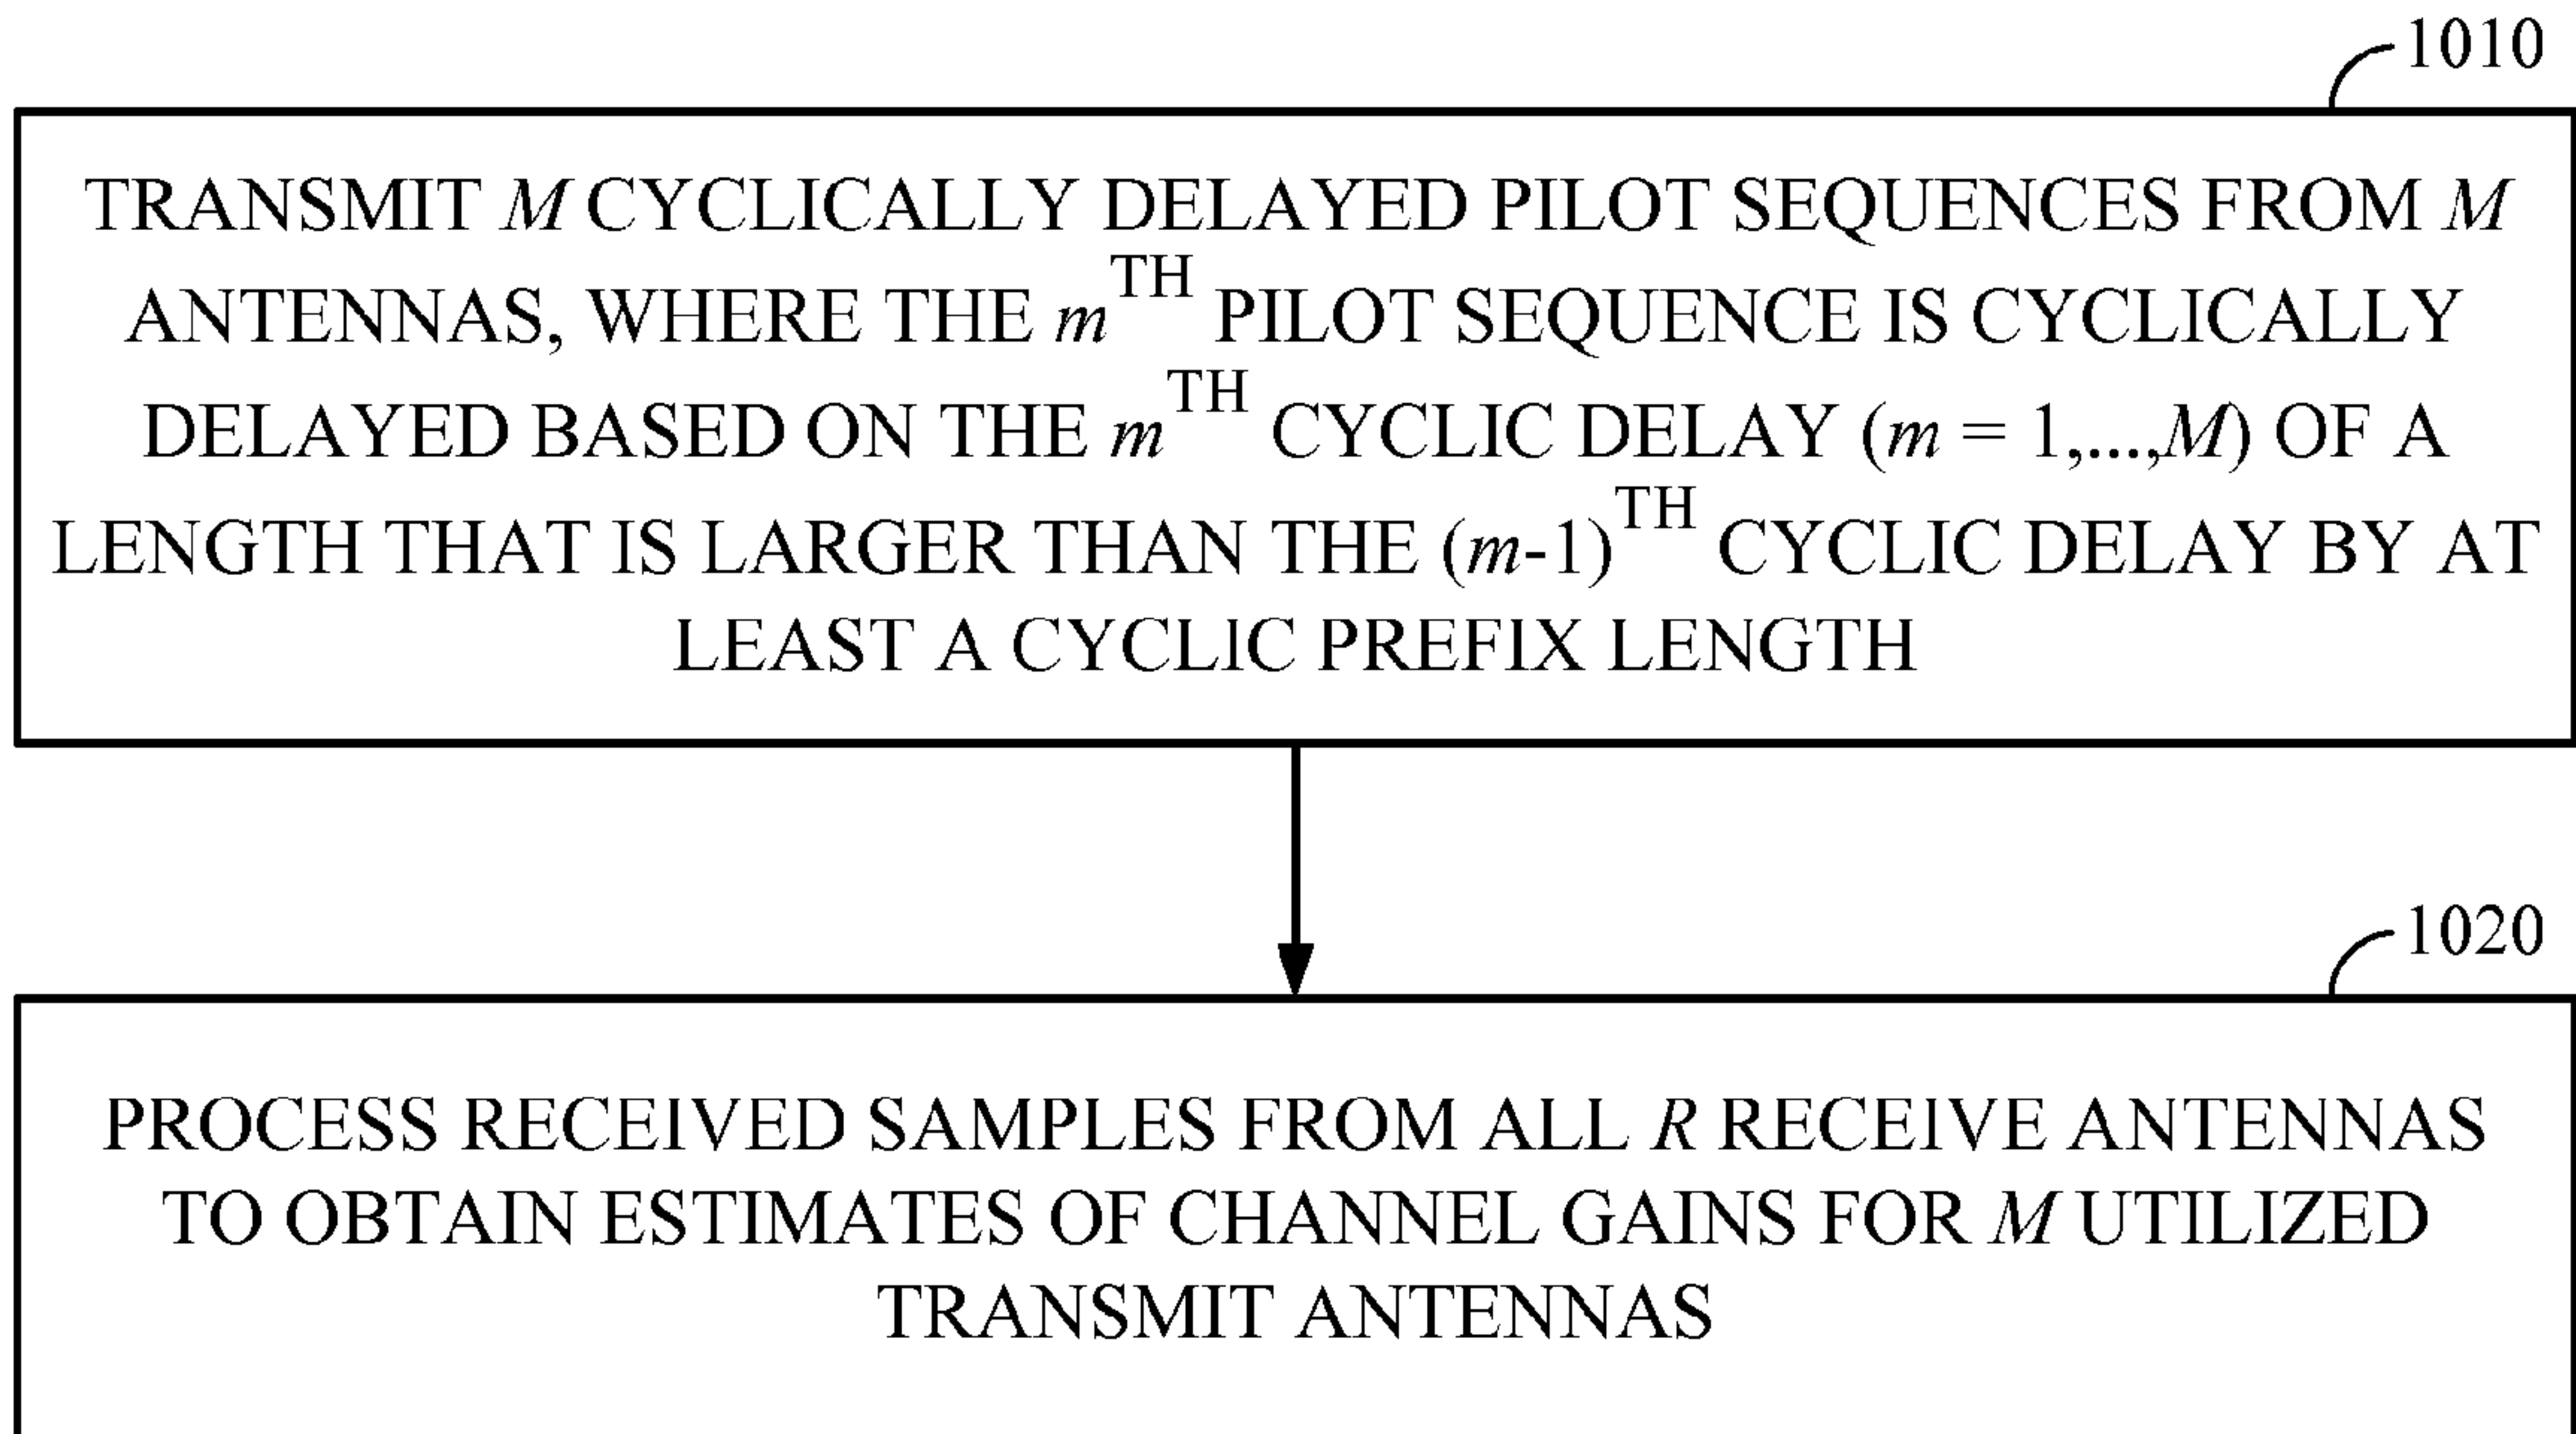 1010
TRANSMIT M CYCLICALLY DELAYED PILOT SEQUENCES FROM M
ANTENNAS, WHERE THE mTH PILOT SEQUENCE IS CYCLICALLY
DELAYED BASED ON THE mTH CYCLIC DELAY (m = 1,...,M) OF A
LENGTH THAT IS LARGER THAN THE (m-1)TH CYCLIC DELAY BY AT
LEAST A CYCLIC PREFIX LENGTH
1020
PROCESS RECEIVED SAMPLES FROM ALL R RECEIVE ANTENNAS
TO OBTAIN ESTIMATES OF CHANNEL GAINS FOR M UTILIZED
TRANSMIT ANTENNAS